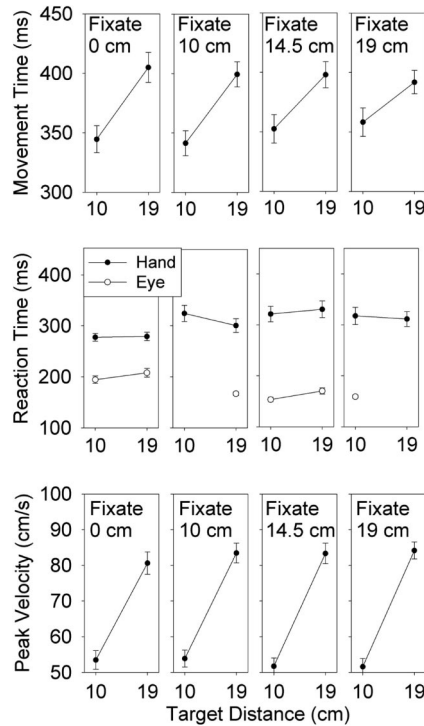 Movement Time (ms)
450
400
350
300
Fixate
0 cm
Fixate
10 cm
Fixate
14.5 cm
Fixate
19 cm
10 19 10 19 10 19 10 19
Reaction Time (ms)
400
300
200
100
Hand
Eye
10 19 10 19 10 19 10 19
Peak Velocity (cm/s)
100
90
80
70
60
50
Fixate
0 cm
Fixate
10 cm
Fixate
14.5 cm
Fixate
19 cm
10 19 10 19 10 19 10 19
Target Distance (cm)